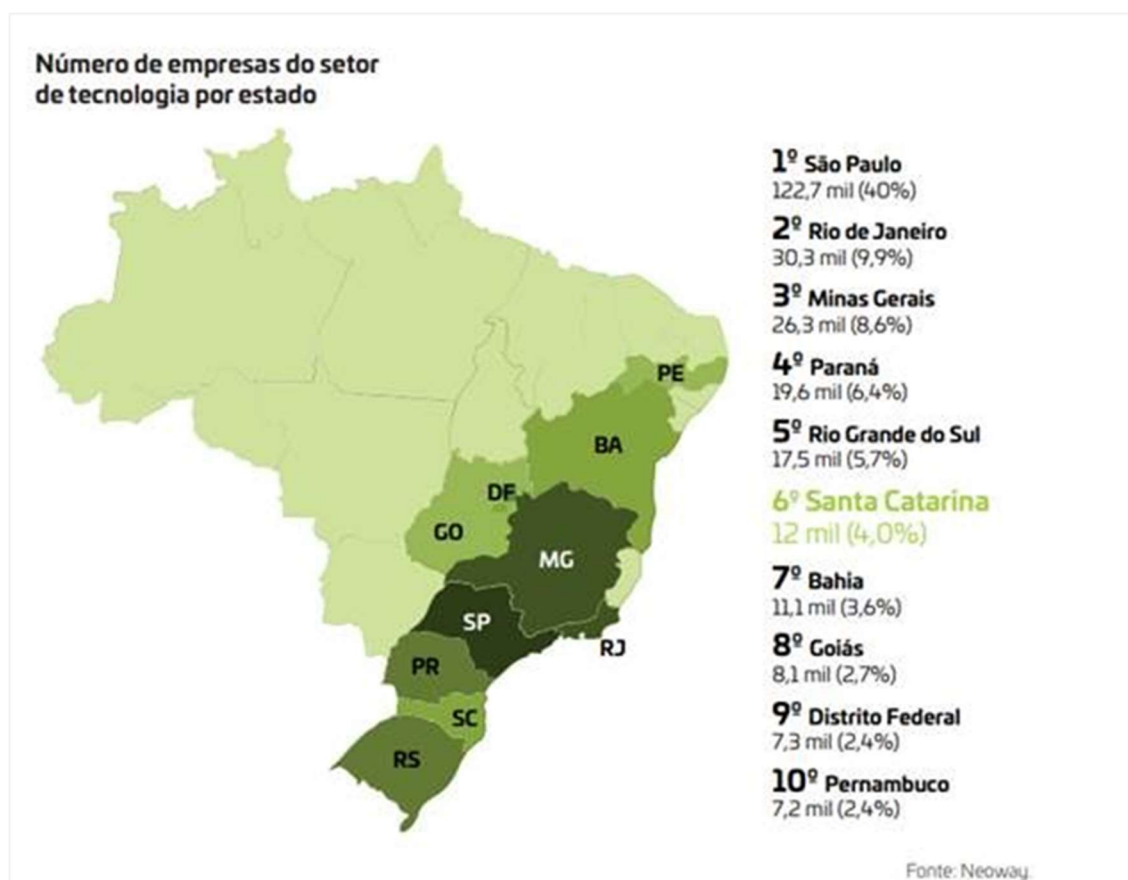 Número de empresas do setor
de tecnologia por estado
1º São Paulo
122,7 mil (40%)
2º Rio de Janeiro
30,3 mil (9,9%)
3º Minas Gerais
26,3 mil (8,6%)
4º Paraná
19,6 mil (6,4%)
5º Rio Grande do Sul
17,5 mil (5,7%)
6º Santa Catarina
12 mil (4,0%)
7º Bahia
11,1 mil (3,6%)
8º Goiás
8,1 mil (2,7%)
9º Distrito Federal
7,3 mil (2,4%)
10º Pernambuco
7,2 mil (2,4%)
PE
BA
DF
GO
MG
SP
RJ
PR
SC
RS
Fonte: Neoway.